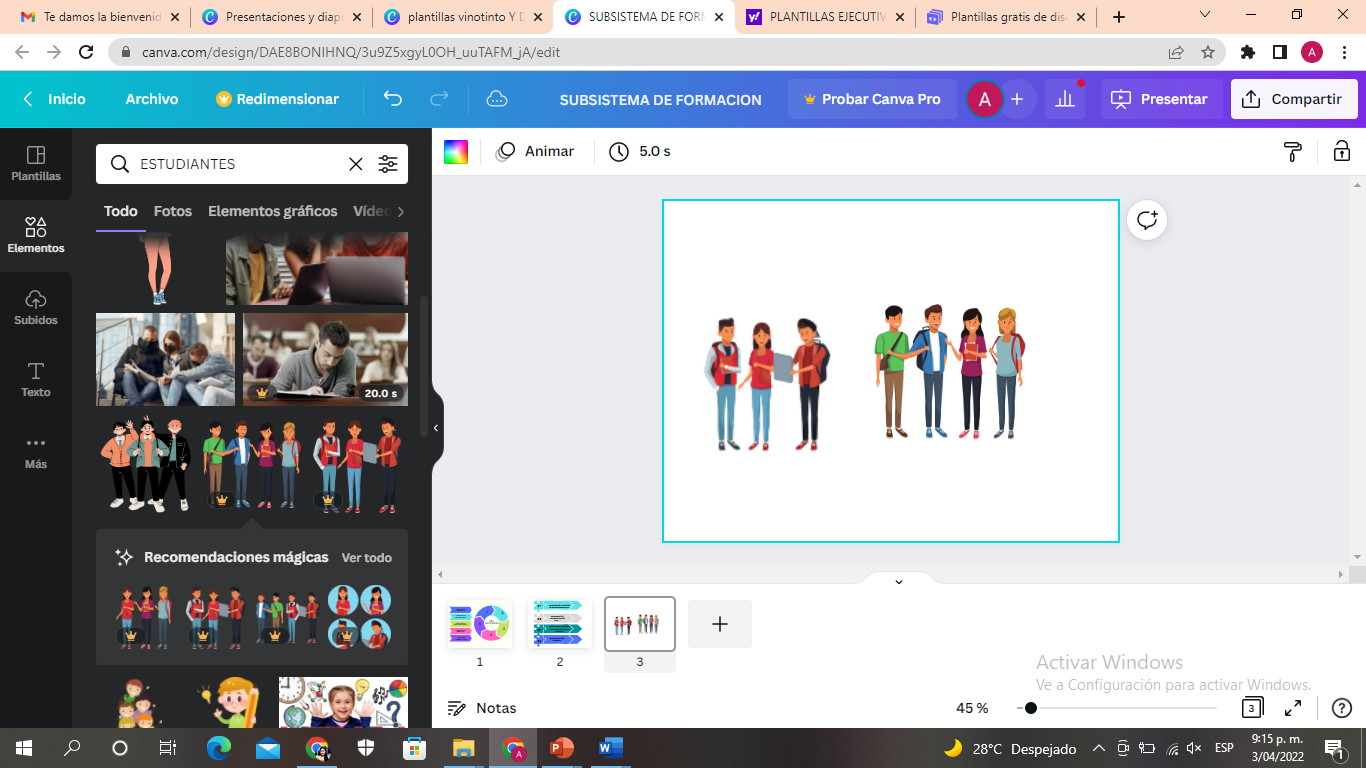 Te damos la bienvenid
Presentaciones y diap
plantillas vinotinto Y D
SUBSISTEMA DE FORM
PLANTILLAS EJECUTIV
Plantillas gratis de dis
canva.com/design/DAE8BONIHNQ/3u9Z5xgyL0OH_uuTAFM_jA/edit
A
Inicio
Archivo
Redimensionar
SUBSISTEMA DE FORMACION
Probar Canva Pro
A
Presentar
Compartir
Plantillas
Elementos
Subidos
Texto
Más
ESTUDIANTES
Todo
Fotos
Elementos gráficos
Vídeo
20.0 s
Recomendaciones mágicas
Ver todo
Animar
5.0 s
1
2
3
Activar Windows
Ve a Configuración para activar Windows.
Notas
45 %
3
28°C Despejado
ESP
9:15 p. m.
3/04/2022
1